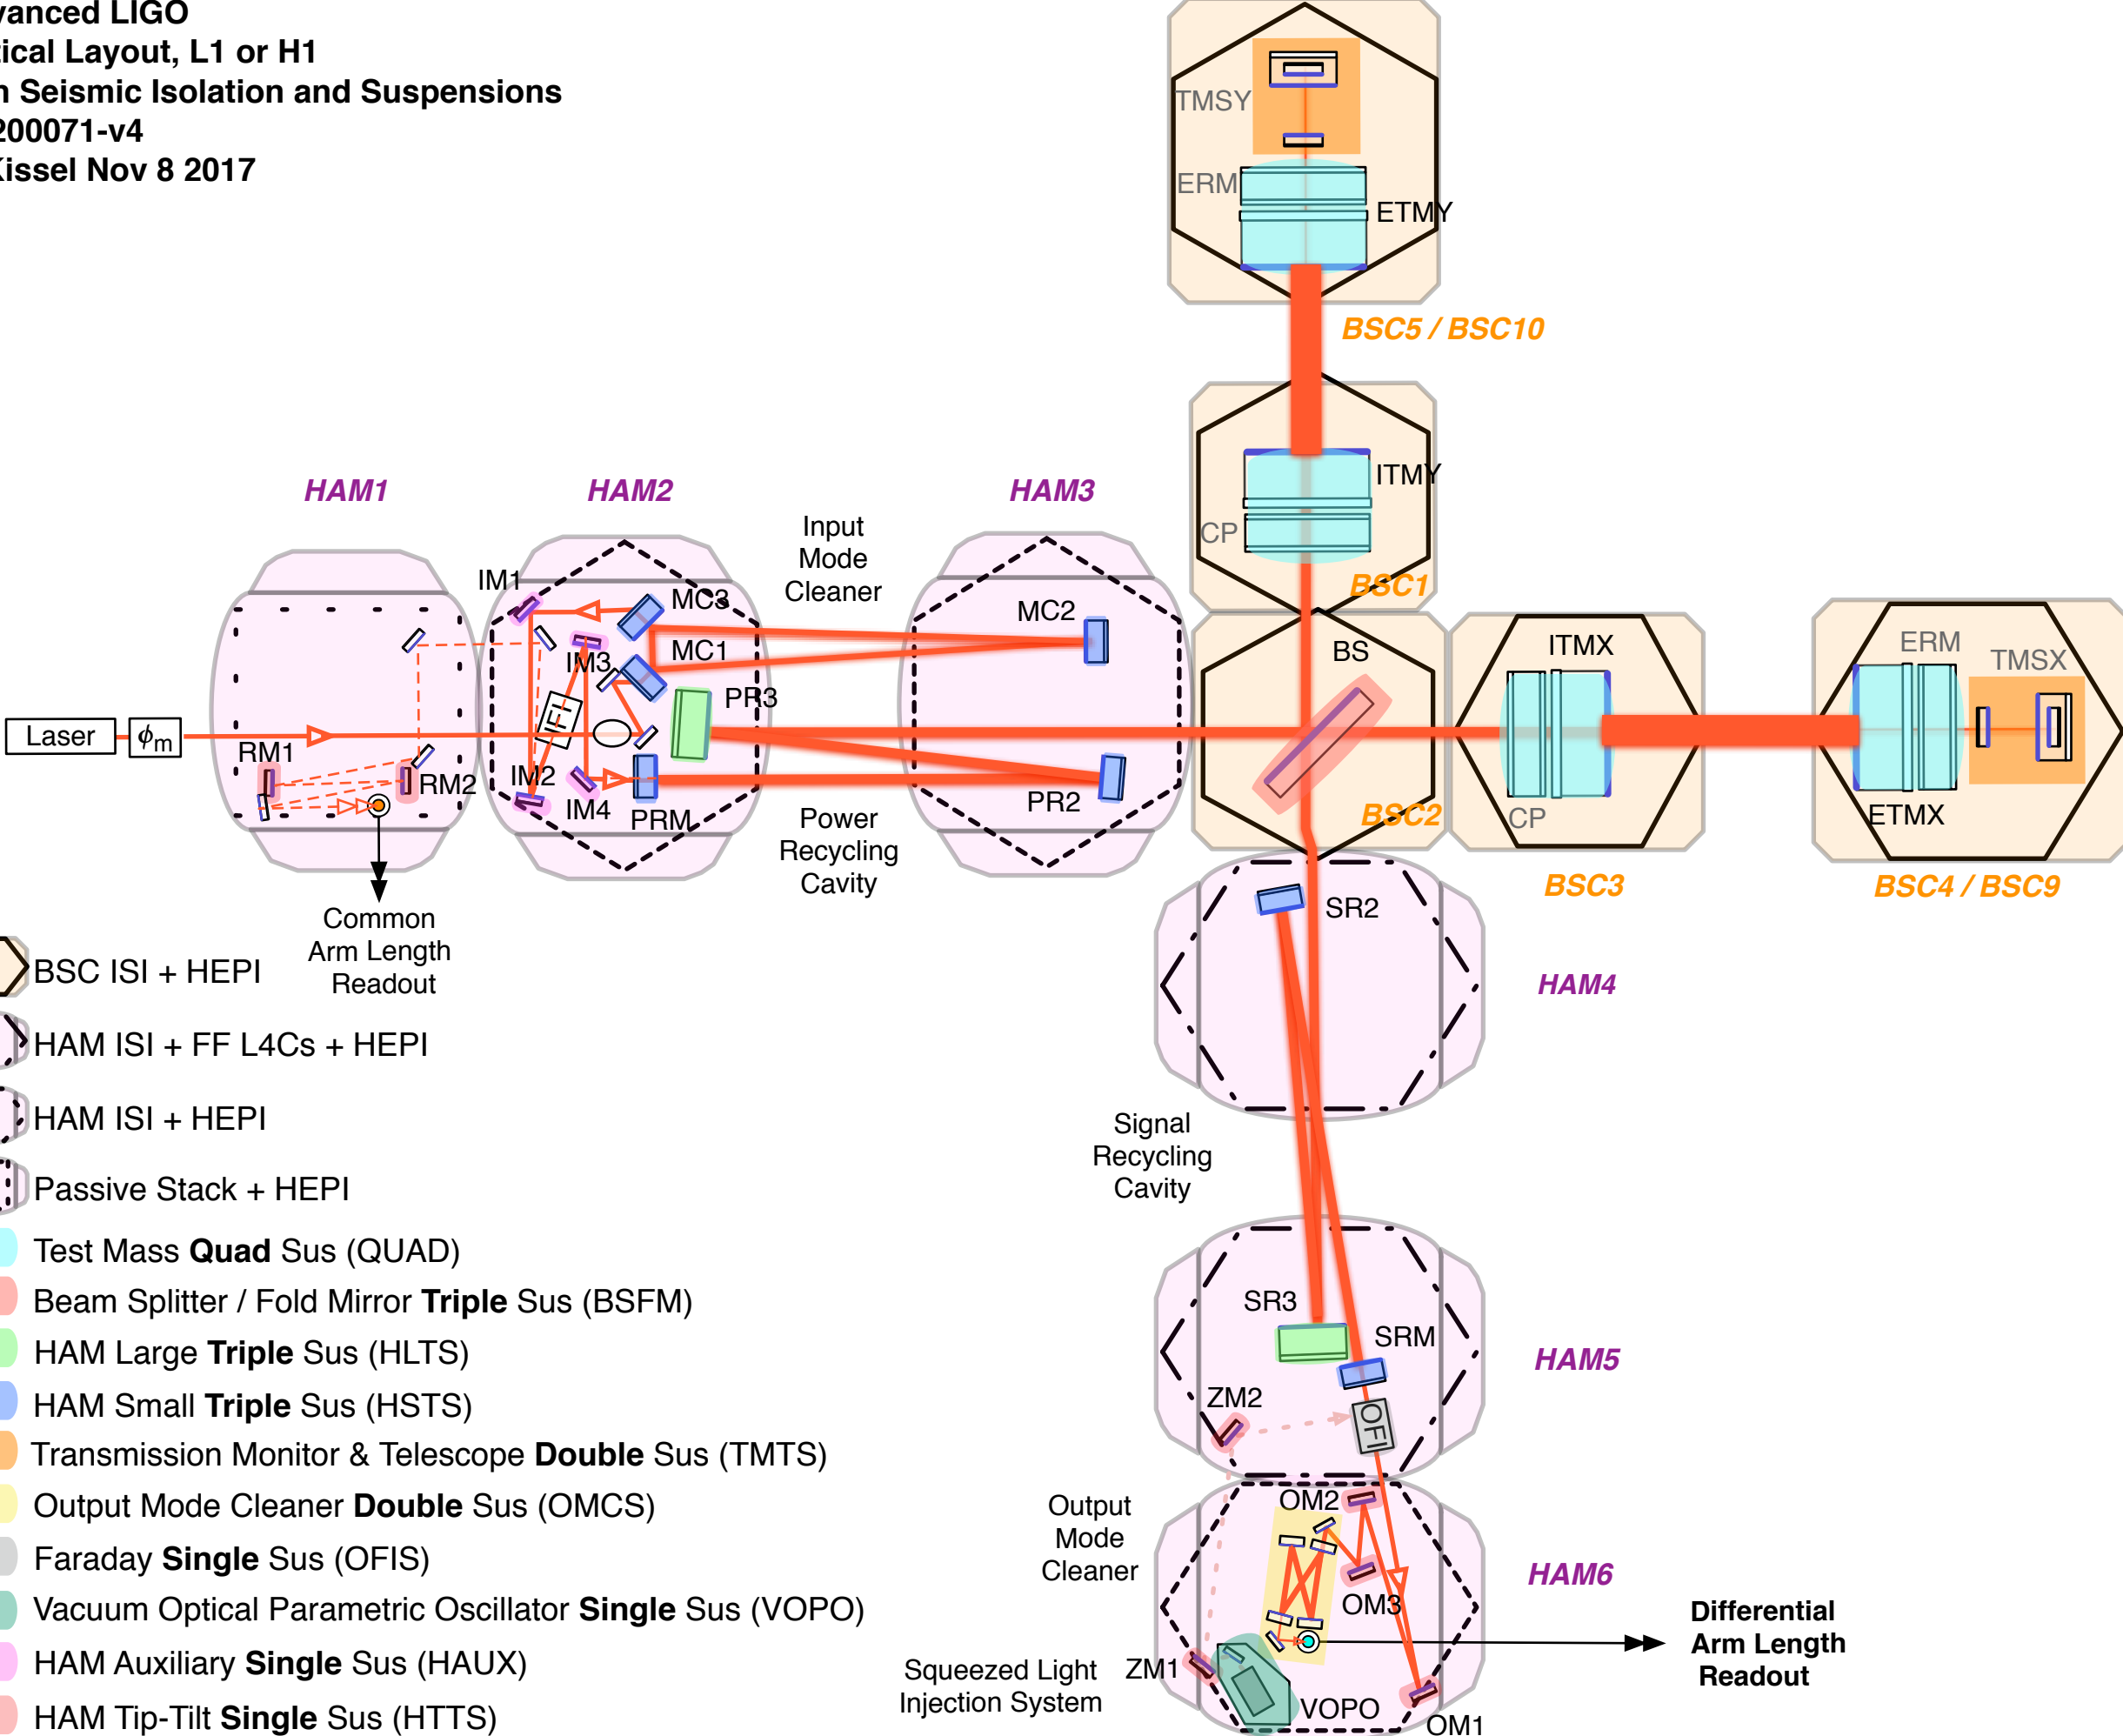 vanced LIGO
tical Layout, L1 or H1
n Seismic Isolation and Suspensions
200071-v4
Kissel Nov 8 2017
TMSY
ERM
ETMY
BSC5 / BSC10
ITMY
CP
BSC1
HAM1
HAM2
HAM3
Input
Mode
Cleaner
IM1
MC3
MC2
IM3
MC1
PR3
IFI
Laser
ϕm
RM1
RM2
IM2
IM4
PRM
PR2
Power
Recycling
Cavity
BS
BSC2
ITMX
CP
BSC3
ERM
TMSX
ETMX
BSC4 / BSC9
Common
Arm Length
Readout
SR2
HAM4
Signal
Recycling
Cavity
SR3
SRM
HAM5
ZM2
OFI
Output
Mode
Cleaner
OM2
OM3
HAM6
Differential
Arm Length
Readout
Squeezed Light
Injection System
ZM1
VOPO
OM1
BSC ISI + HEPI
HAM ISI + FF L4Cs + HEPI
HAM ISI + HEPI
Passive Stack + HEPI
Test Mass Quad Sus (QUAD)
Beam Splitter / Fold Mirror Triple Sus (BSFM)
HAM Large Triple Sus (HLTS)
HAM Small Triple Sus (HSTS)
Transmission Monitor & Telescope Double Sus (TMTS)
Output Mode Cleaner Double Sus (OMCS)
Faraday Single Sus (OFIS)
Vacuum Optical Parametric Oscillator Single Sus (VOPO)
HAM Auxiliary Single Sus (HAUX)
HAM Tip-Tilt Single Sus (HTTS)